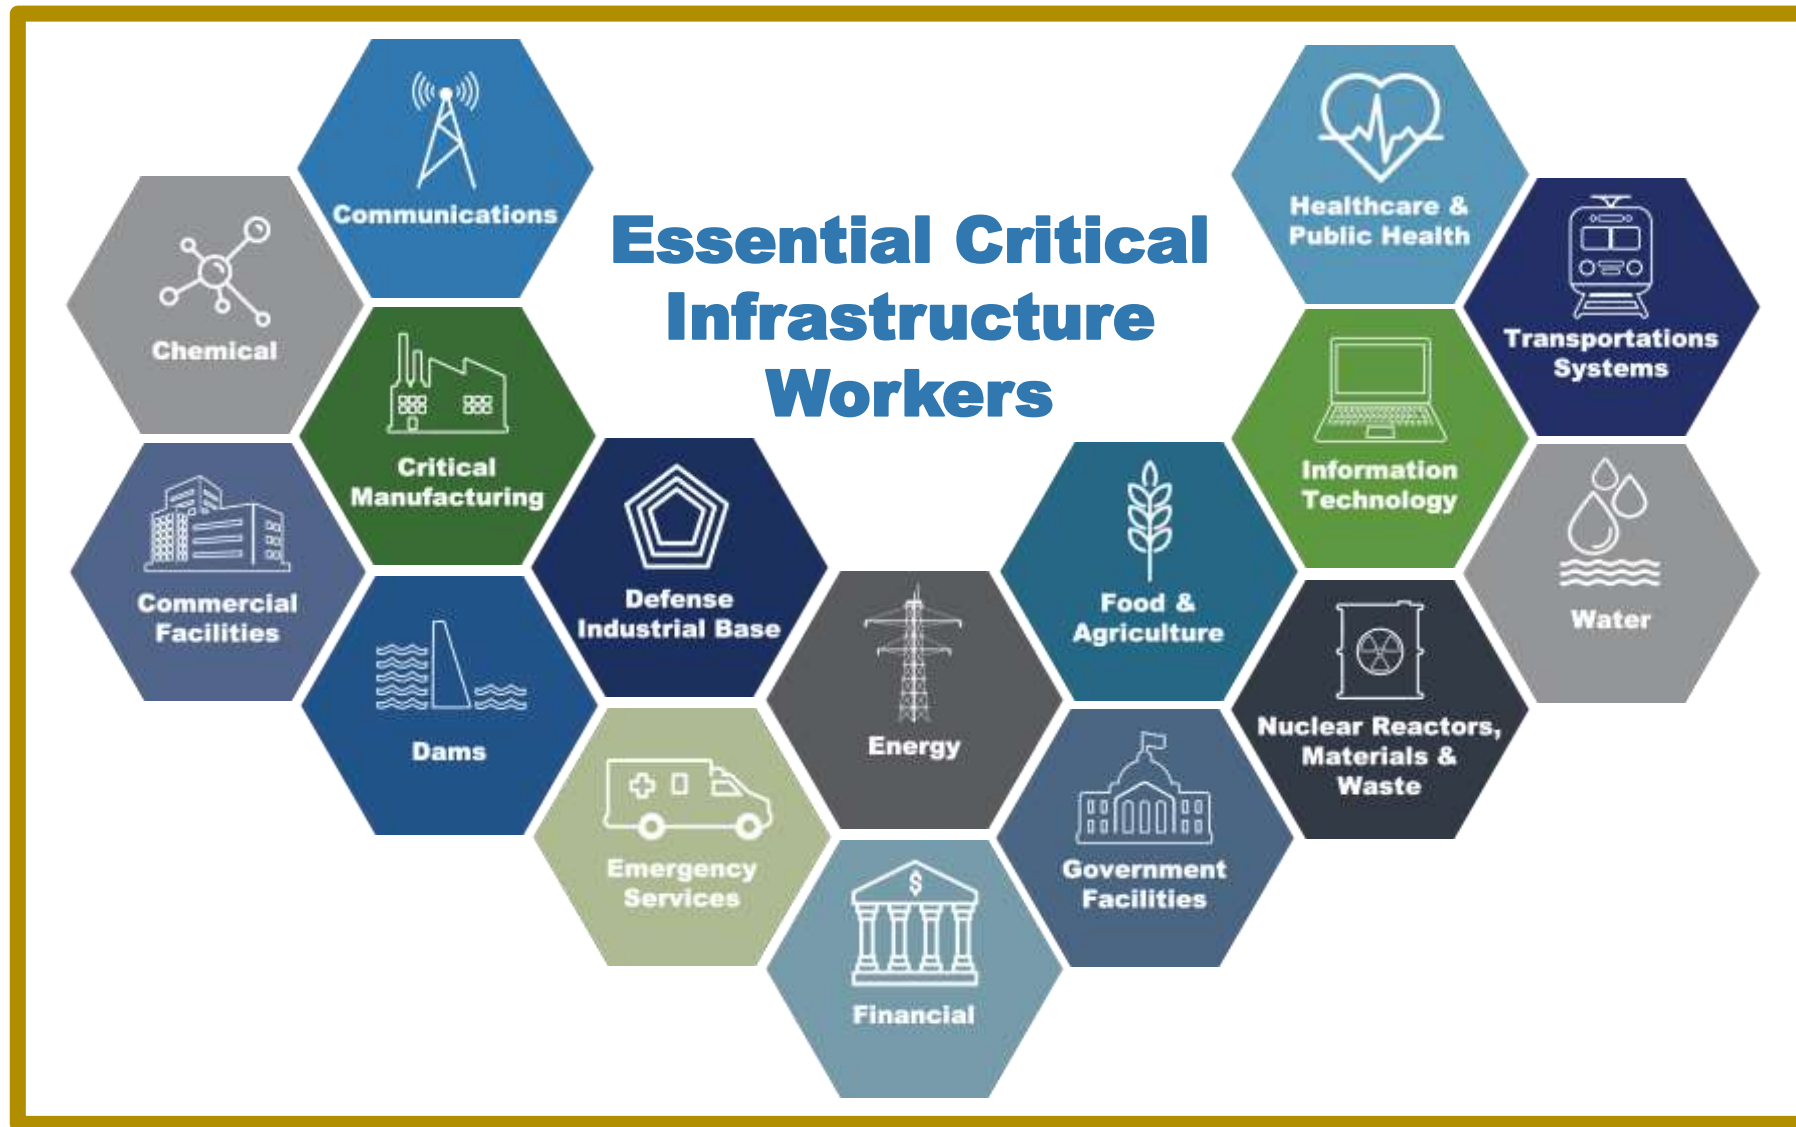 Essential Critical
Infrastructure
Workers
Communications
Chemical
Critical
Manufacturing
Commercial
Facilities
Defense
Industrial Base
Dams
Emergency
Services
Energy
Financial
Food &
Agriculture
Government
Facilities
Healthcare &
Public Health
Information
Technology
Nuclear Reactors,
Materials &
Waste
Transportations
Systems
Water
$